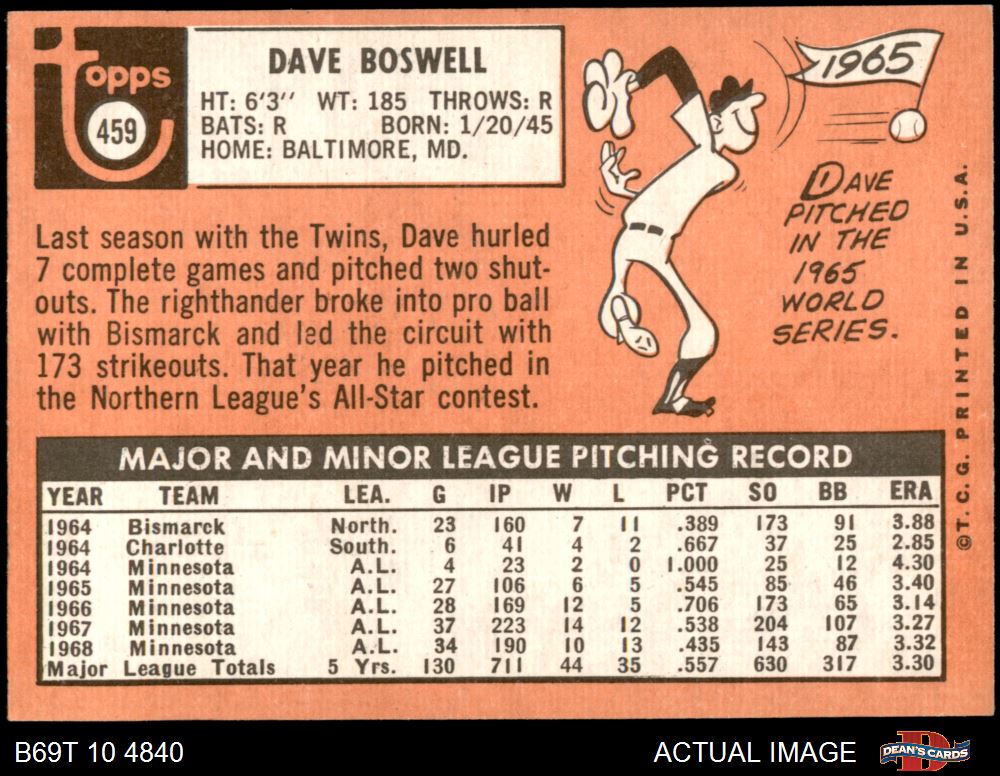 Topps
459
DAVE BOSWELL
HT: 6'3" WT: 185 THROWS: R
BATS: R BORN: 1/20/45
HOME: BALTIMORE, MD.
Last season with the Twins, Dave hurled
7 complete games and pitched two shut-
outs. The righthander broke into pro ball
with Bismarck and led the circuit with
173 strikeouts. That year he pitched in
the Northern League's All-Star contest.
1965
DAVE
PITCHED
IN THE
1965
WORLD
SERIES.
©T.C.G. PRINTED IN U.S.A.
MAJOR AND MINOR LEAGUE PITCHING RECORD
YEAR TEAM LEA. G IP W L PCT SO BB ERA
1964 Bismarck North. 23 160 7 11 .389 173 91 3.88
1964 Charlotte South. 6 41 4 2 .667 37 25 2.85
1964 Minnesota A.L. 4 23 2 0 1.000 25 12 4.30
1965 Minnesota A.L. 27 106 6 5 .545 85 46 3.40
1966 Minnesota A.L. 28 169 12 5 .706 173 65 3.14
1967 Minnesota A.L. 37 223 14 12 .538 204 107 3.27
1968 Minnesota A.L. 34 190 10 13 .435 143 87 3.32
Major League Totals 5 Yrs. 130 711 44 35 .557 630 317 3.30
B69T 10 4840
ACTUAL IMAGE
D
DEAN'S CARDS